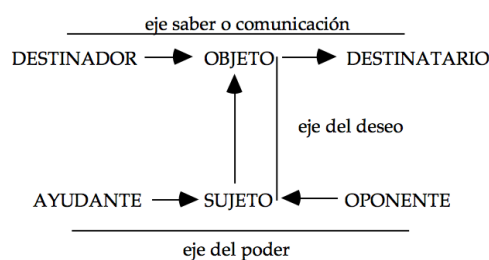 eje saber o comunicación
DESTINADOR OBJETO DESTINATARIO
eje del deseo
AYUDANTE SUJETO OPONENTE
eje del poder